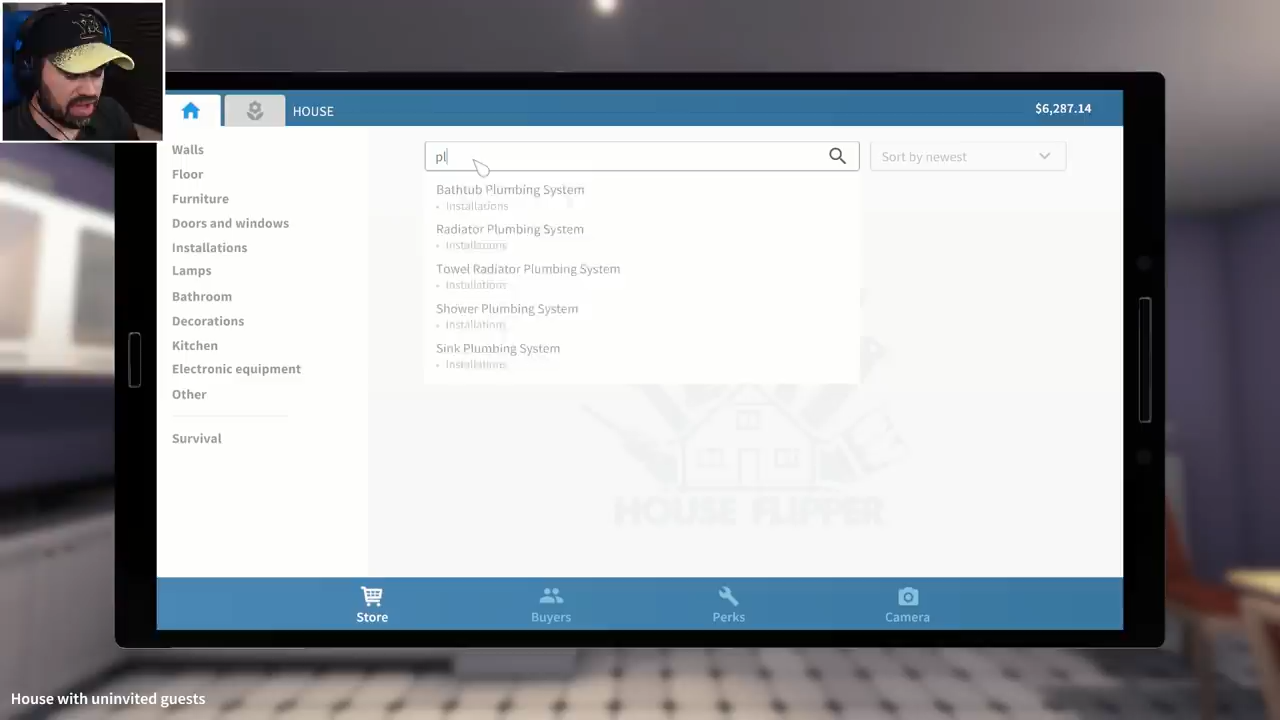 HOUSE
$6,287.14
Walls
Floor
Furniture
Doors and windows
Installations
Lamps
Bathroom
Decorations
Kitchen
Electronic equipment
Other
Survival
pl
Sort by newest
Bathtub Plumbing System
• Installations
Radiator Plumbing System
• Installations
Towel Radiator Plumbing System
• Installations
Shower Plumbing System
• Installations
Sink Plumbing System
• Installations
HOUSE FLIPPER
Store
Buyers
Perks
Camera
House with uninvited guests